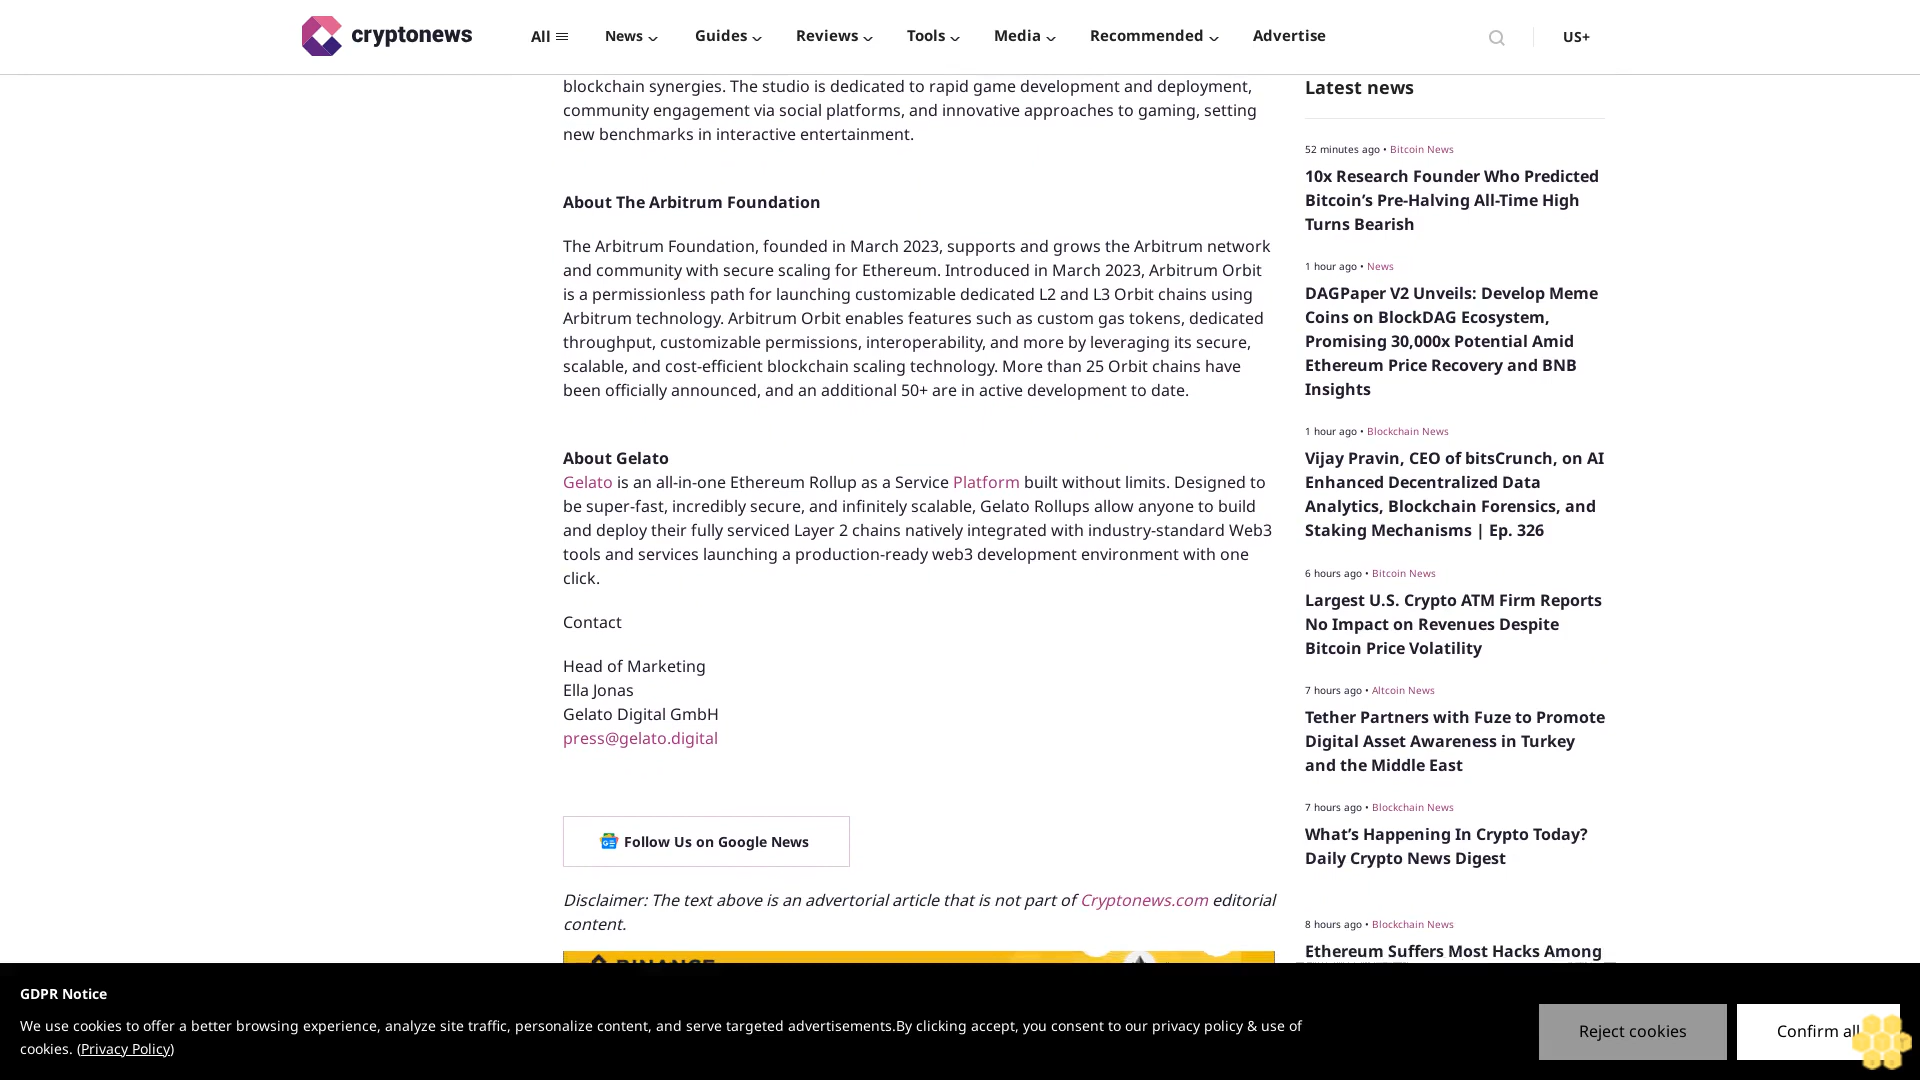 cryptonews
All
News
Guides
Reviews
Tools
Media
Recommended
Advertise
US+
blockchain synergies. The studio is dedicated to rapid game development and deployment,
community engagement via social platforms, and innovative approaches to gaming, setting
new benchmarks in interactive entertainment.
About The Arbitrum Foundation
The Arbitrum Foundation, founded in March 2023, supports and grows the Arbitrum network
and community with secure scaling for Ethereum. Introduced in March 2023, Arbitrum Orbit
is a permissionless path for launching customizable dedicated L2 and L3 Orbit chains using
Arbitrum technology. Arbitrum Orbit enables features such as custom gas tokens, dedicated
throughput, customizable permissions, interoperability, and more by leveraging its secure,
scalable, and cost-efficient blockchain scaling technology. More than 25 Orbit chains have
been officially announced, and an additional 50+ are in active development to date.
About Gelato
Gelato is an all-in-one Ethereum Rollup as a Service Platform built without limits. Designed to
be super-fast, incredibly secure, and infinitely scalable, Gelato Rollups allow anyone to build
and deploy their fully serviced Layer 2 chains natively integrated with industry-standard Web3
tools and services launching a production-ready web3 development environment with one
click.
Contact
Head of Marketing
Ella Jonas
Gelato Digital GmbH
press@gelato.digital
Follow Us on Google News
Disclaimer: The text above is an advertorial article that is not part of Cryptonews.com editorial
content.
BINANCE
Latest news
52 minutes ago • Bitcoin News
10x Research Founder Who Predicted
Bitcoin’s Pre-Halving All-Time High
Turns Bearish
1 hour ago • News
DAGPaper V2 Unveils: Develop Meme
Coins on BlockDAG Ecosystem,
Promising 30,000x Potential Amid
Ethereum Price Recovery and BNB
Insights
1 hour ago • Blockchain News
Vijay Pravin, CEO of bitsCrunch, on AI
Enhanced Decentralized Data
Analytics, Blockchain Forensics, and
Staking Mechanisms | Ep. 326
6 hours ago • Bitcoin News
Largest U.S. Crypto ATM Firm Reports
No Impact on Revenues Despite
Bitcoin Price Volatility
7 hours ago • Altcoin News
Tether Partners with Fuze to Promote
Digital Asset Awareness in Turkey
and the Middle East
7 hours ago • Blockchain News
What’s Happening In Crypto Today?
Daily Crypto News Digest
8 hours ago • Blockchain News
Ethereum Suffers Most Hacks Among
GDPR Notice
We use cookies to offer a better browsing experience, analyze site traffic, personalize content, and serve targeted advertisements.By clicking accept, you consent to our privacy policy & use of
cookies. (Privacy Policy)
Reject cookies
Confirm all